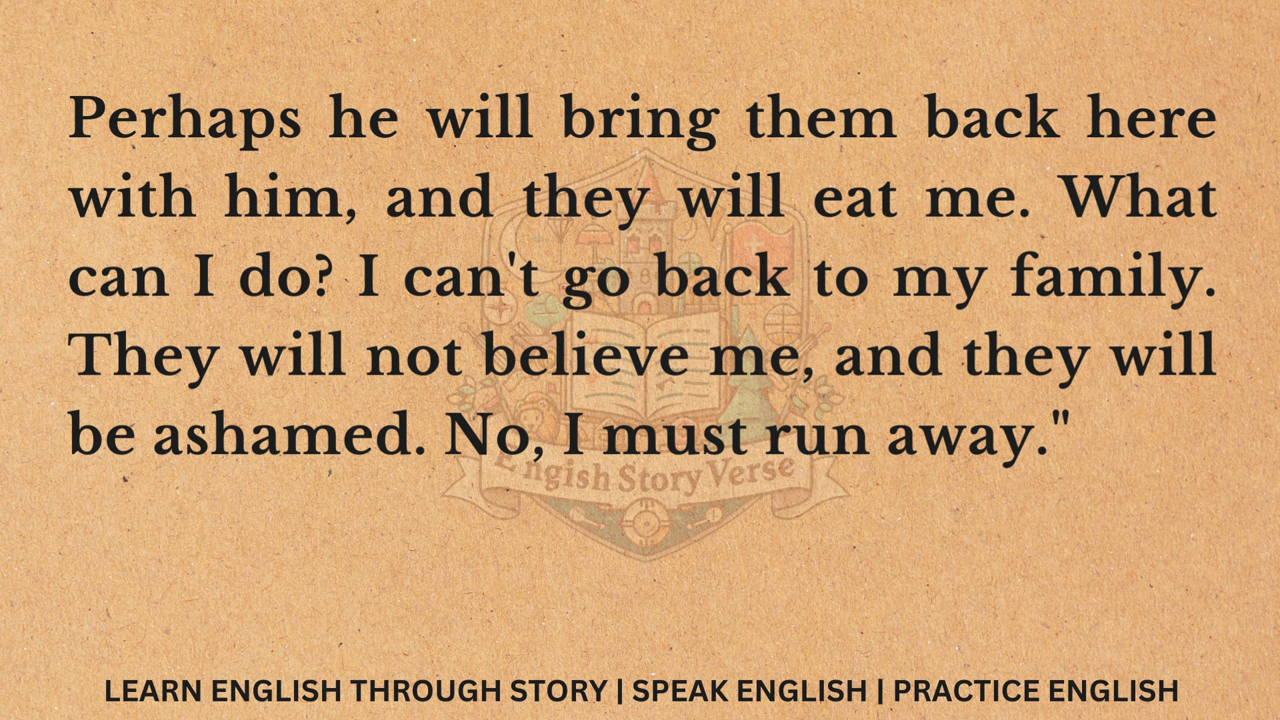 Perhaps he will bring them back here
with him, and they will eat me. What
can I do? I can't go back to my family.
They will not believe me, and they will
be ashamed. No, I must run away."
Engish Story Verse
LEARN ENGLISH THROUGH STORY | SPEAK ENGLISH | PRACTICE ENGLISH